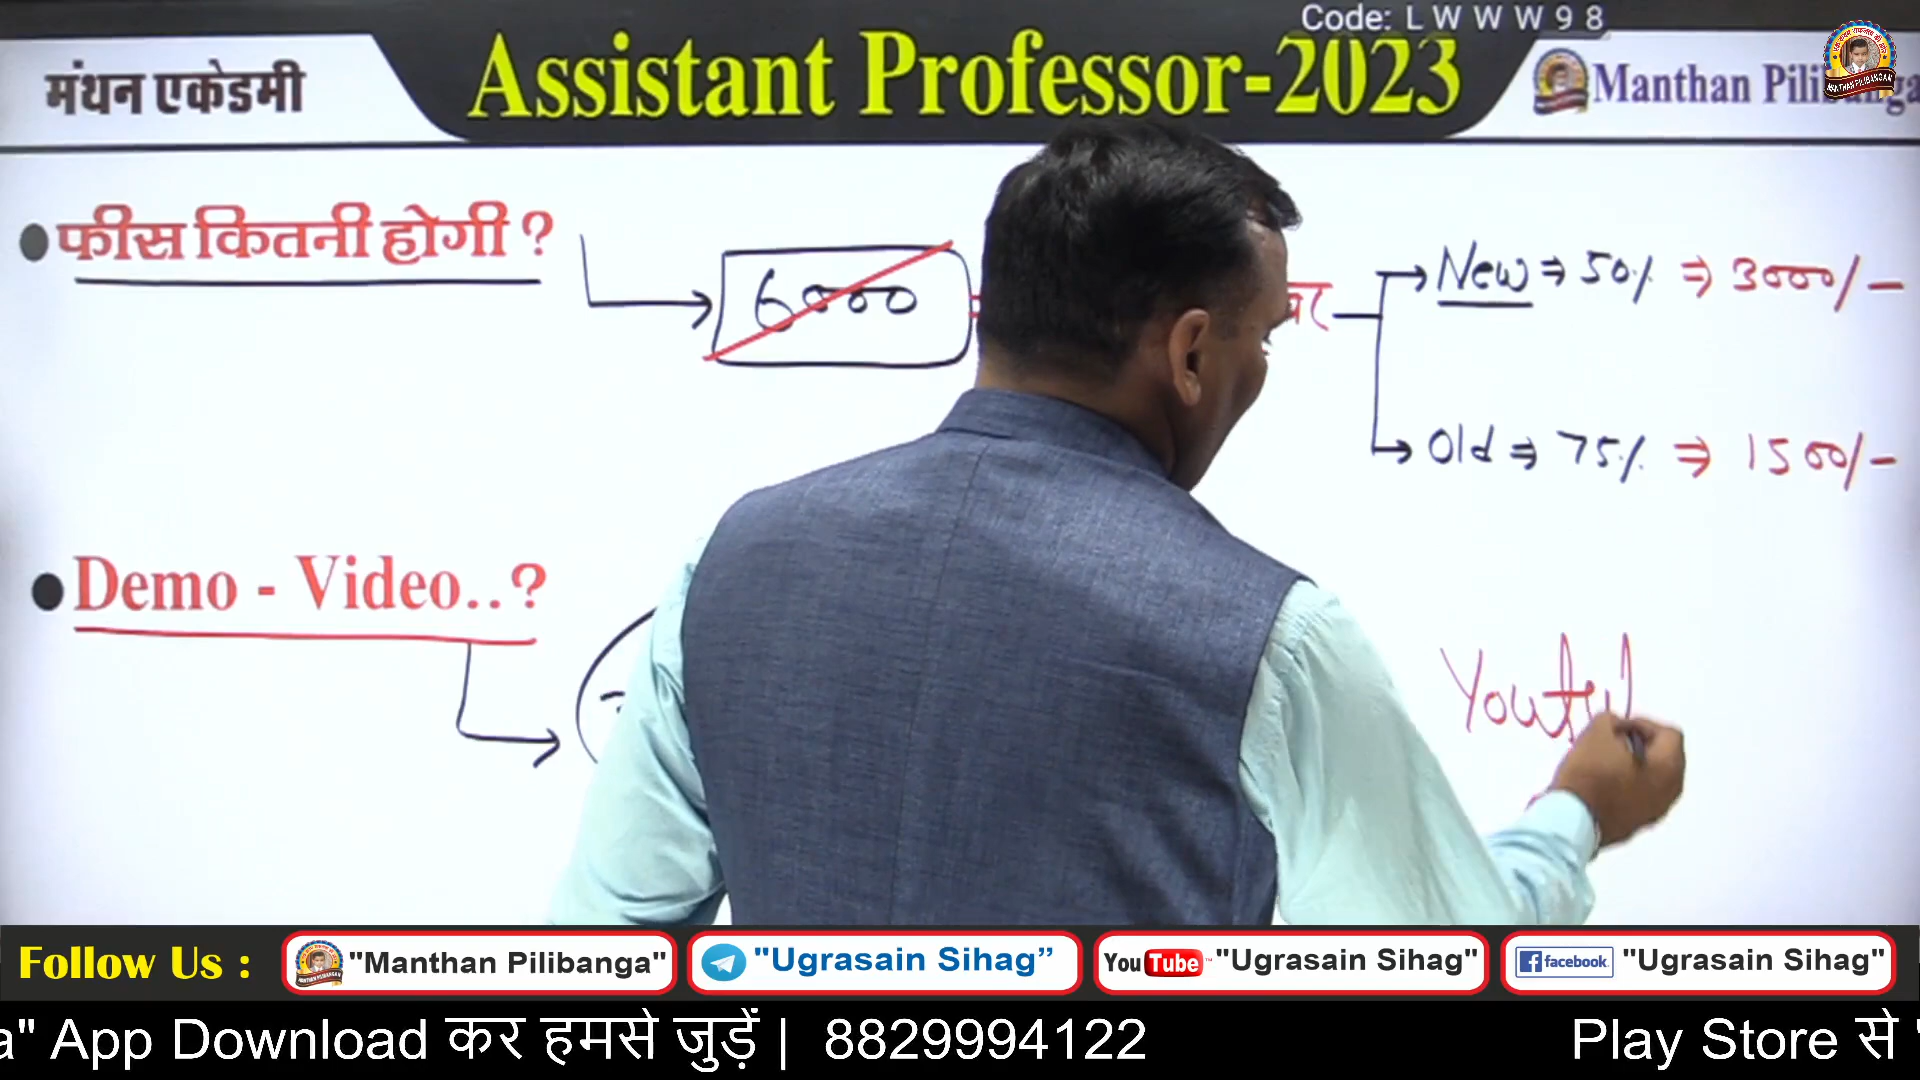 Code: L W W W 9 8
मंथन एकेडमी
Assistant Professor-2023
Manthan Pilibanga
• फीस कितनी होगी ?
6000
New ⇒ 50% ⇒ 3000/-
Old ⇒ 75% ⇒ 1500/-
• Demo - Video..?
Follow Us :
"Manthan Pilibanga"
"Ugrasain Sihag”
YouTube "Ugrasain Sihag"
facebook. "Ugrasain Sihag"
a" App Download कर हमसे जुड़ें | 8829994122
Play Store से "